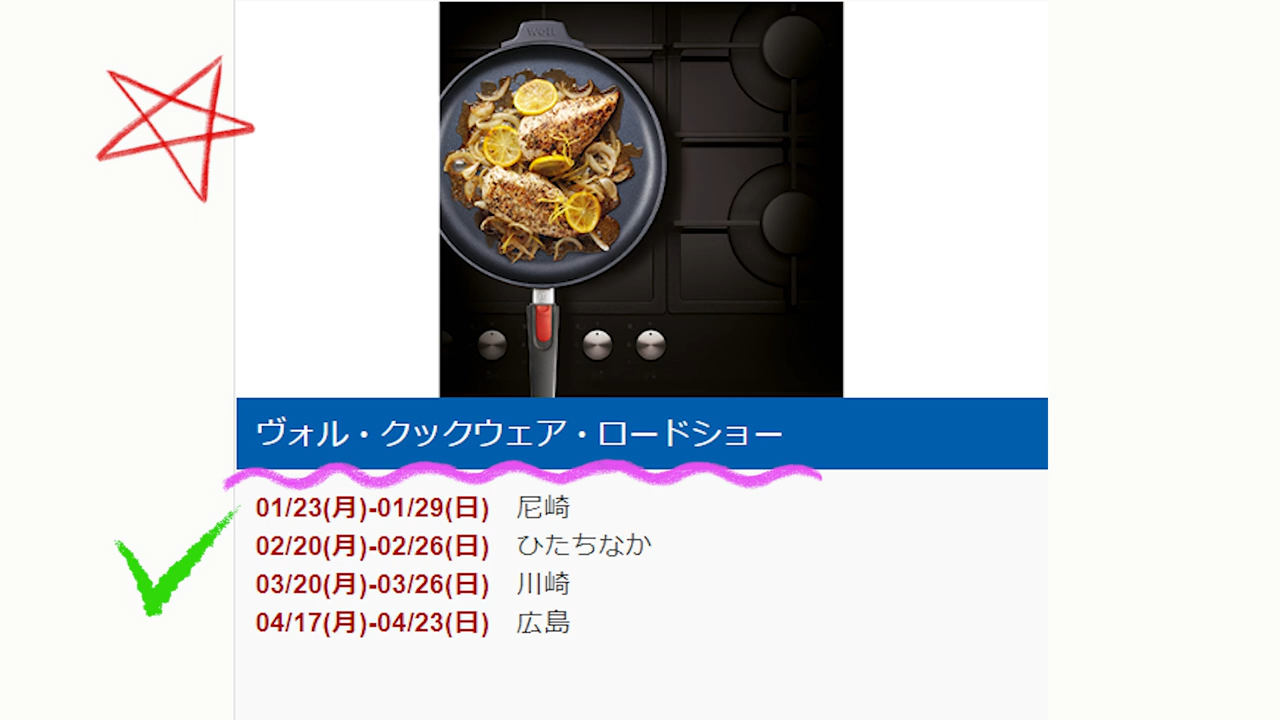 woll
ヴォル・クックウェア・ロードショー
01/23(月)-01/29(日) 尼崎
02/20(月)-02/26(日) ひたちなか
03/20(月)-03/26(日) 川崎
04/17(月)-04/23(日) 広島